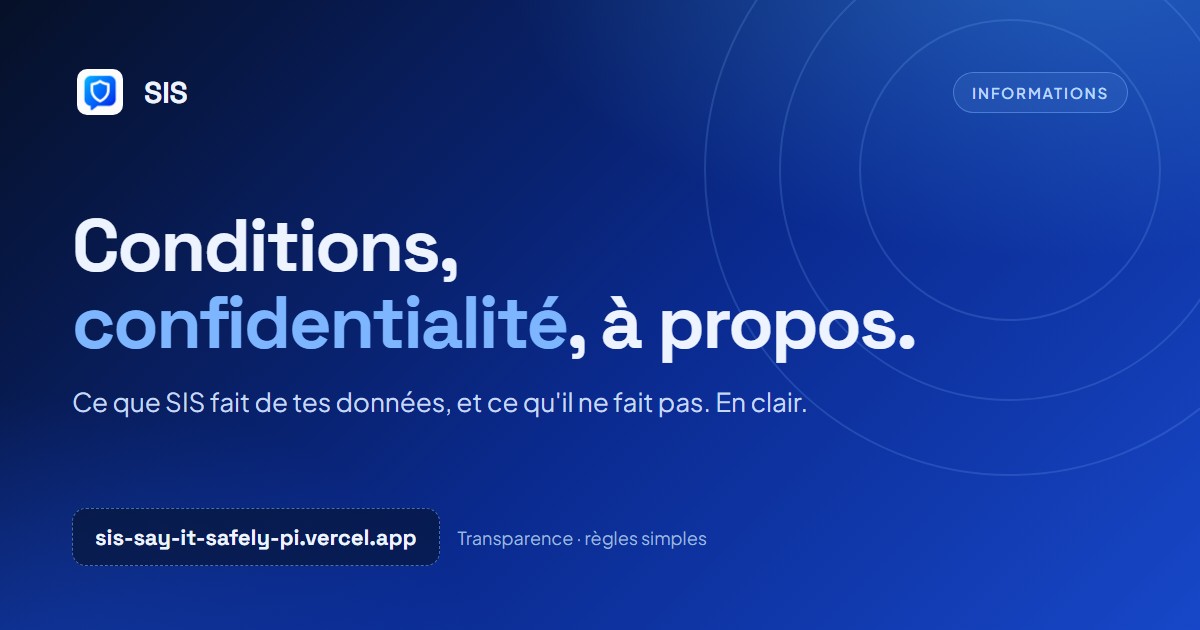 SIS
INFORMATIONS
Conditions,
confidentialité, à propos.
Ce que SIS fait de tes données, et ce qu'il ne fait pas. En clair.
sis-say-it-safely-pi.vercel.app
Transparence · règles simples